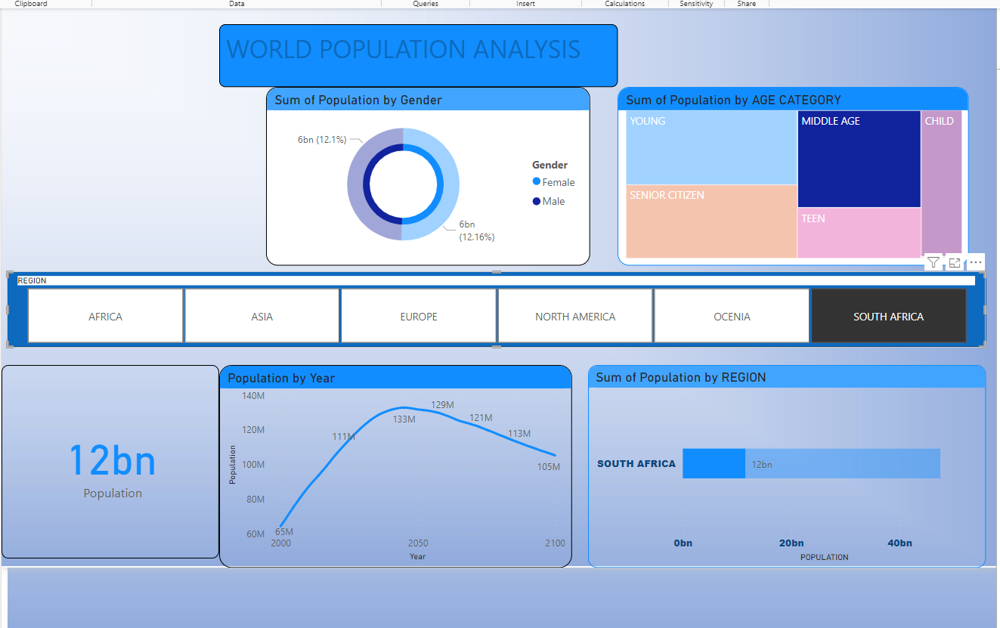 Clipboard
Data
Queries
Insert
Calculations
Sensitivity
Share
WORLD POPULATION ANALYSIS
Sum of Population by Gender
6bn (12.1%)
6bn
(12.16%)
Gender
Female
Male
Sum of Population by AGE CATEGORY
YOUNG
MIDDLE AGE
CHILD
SENIOR CITIZEN
TEEN
REGION
AFRICA
ASIA
EUROPE
NORTH AMERICA
OCENIA
SOUTH AFRICA
12bn
Population
Population by Year
140M
120M
100M
80M
60M
Population
65M
111M
133M
129M
121M
113M
105M
2000
2050
2100
Year
Sum of Population by REGION
SOUTH AFRICA
12bn
0bn
20bn
40bn
POPULATION